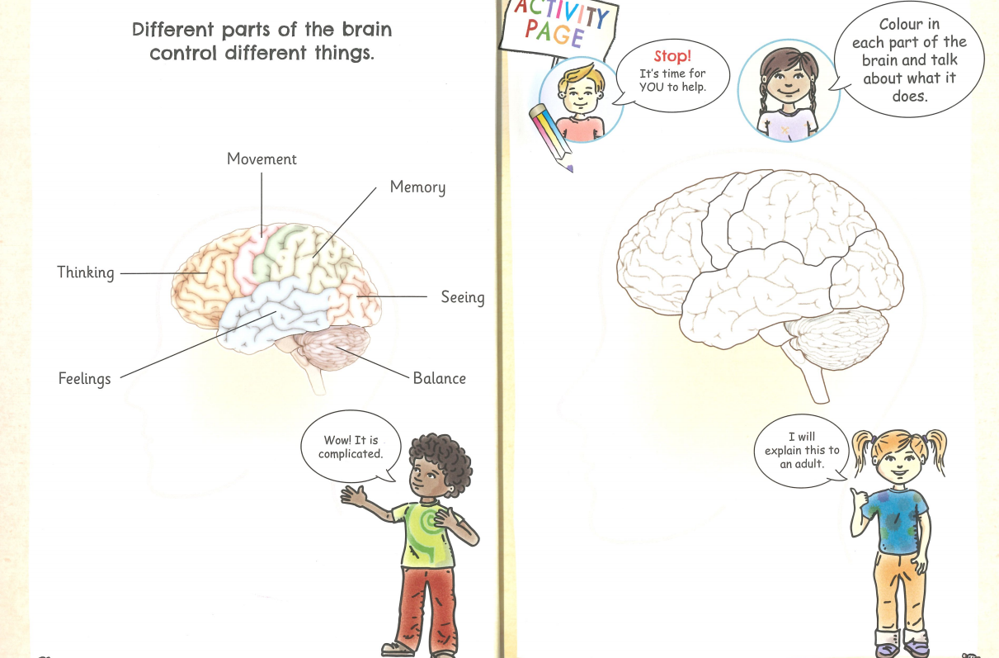 Different parts of the brain
control different things.
Movement
Memory
Thinking
Seeing
Feelings
Balance
Wow! It is
complicated.
ACTIVITY
PAGE
Stop!
It's time for
YOU to help.
Colour in
each part of the
brain and talk
about what it
does.
I will
explain this to
an adult.